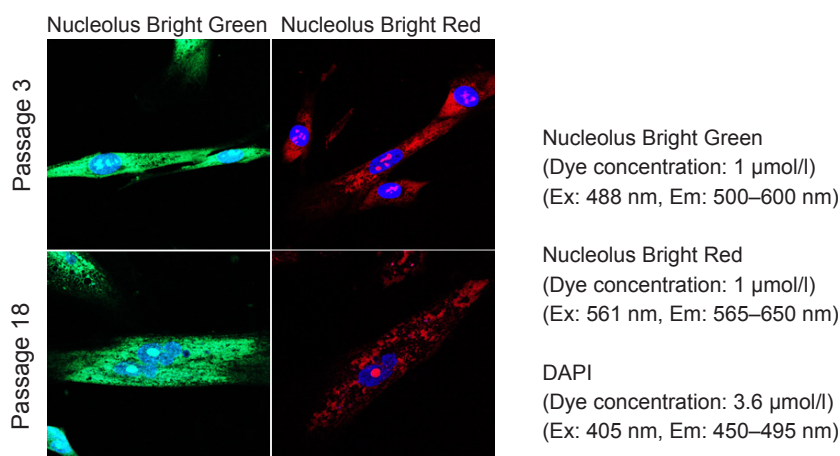 Nucleolus Bright Green
Nucleolus Bright Red
Passage 3
Passage 18
Nucleolus Bright Green
(Dye concentration: 1 μmol/l)
(Ex: 488 nm, Em: 500–600 nm)
Nucleolus Bright Red
(Dye concentration: 1 μmol/l)
(Ex: 561 nm, Em: 565–650 nm)
DAPI
(Dye concentration: 3.6 μmol/l)
(Ex: 405 nm, Em: 450–495 nm)